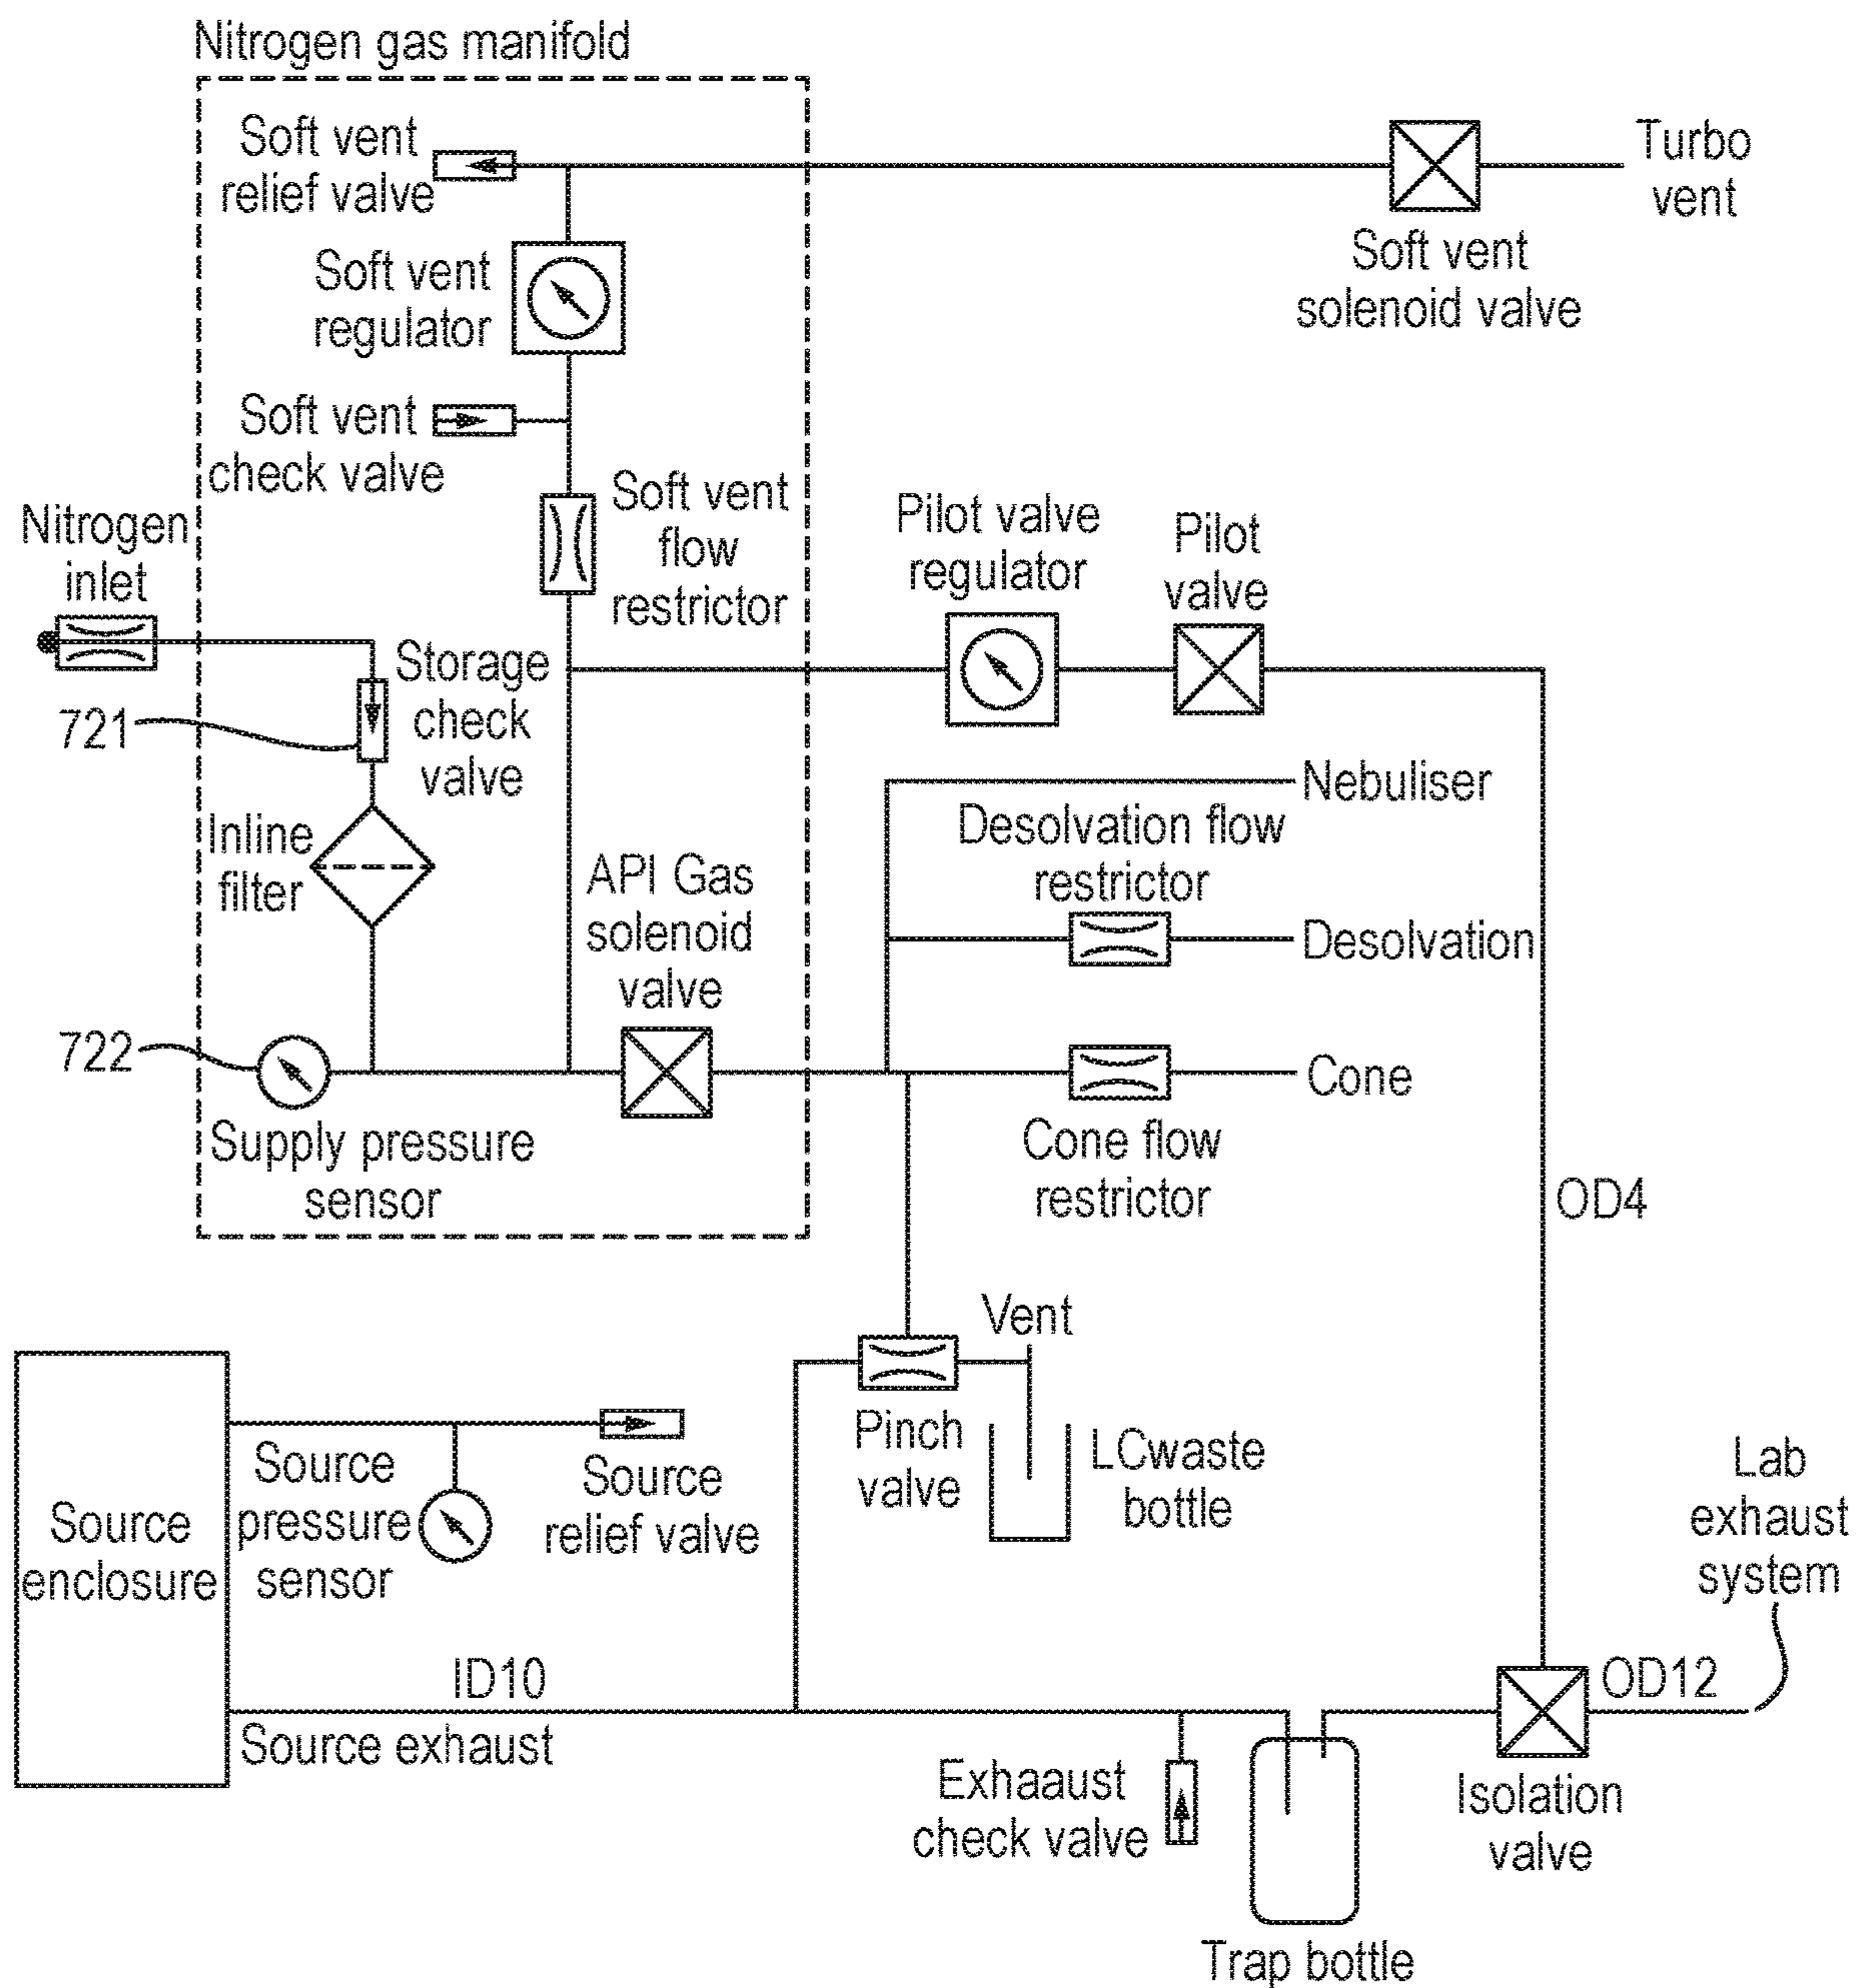 Nitrogen gas manifold
Soft vent
relief valve
Turbo
vent
Soft vent
solenoid valve
Soft vent
regulator
Soft vent
check valve
Soft vent
flow
restrictor
Nitrogen
inlet
Pilot valve
regulator
Pilot
valve
721
Storage
check
valve
Inline
filter
Nebuliser
Desolvation flow
restrictor
API Gas
solenoid
valve
Desolvation
722
Cone
Supply pressure
sensor
Cone flow
restrictor
OD4
Vent
Pinch
valve
LCwaste
bottle
Source
enclosure
Source
pressure
sensor
Source
relief valve
Lab
exhaust
system
ID10
Source exhaust
OD12
Exhaaust
check valve
Isolation
valve
Trap bottle